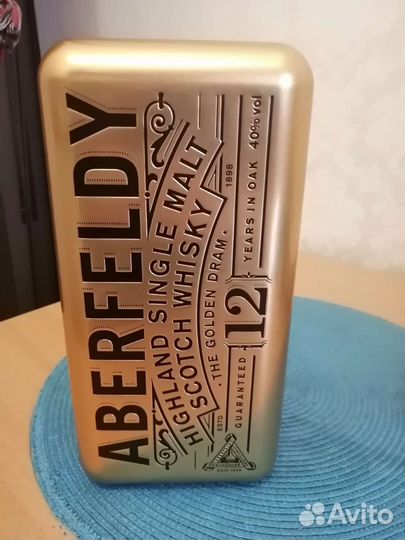 ABERFELDY
HIGHLAND SINGLE MALT
SCOTCH WHISKY
· THE GOLDEN DRAM ·
ESTD 1898
GUARANTEED 12 YEARS IN OAK 40% vol
Avito